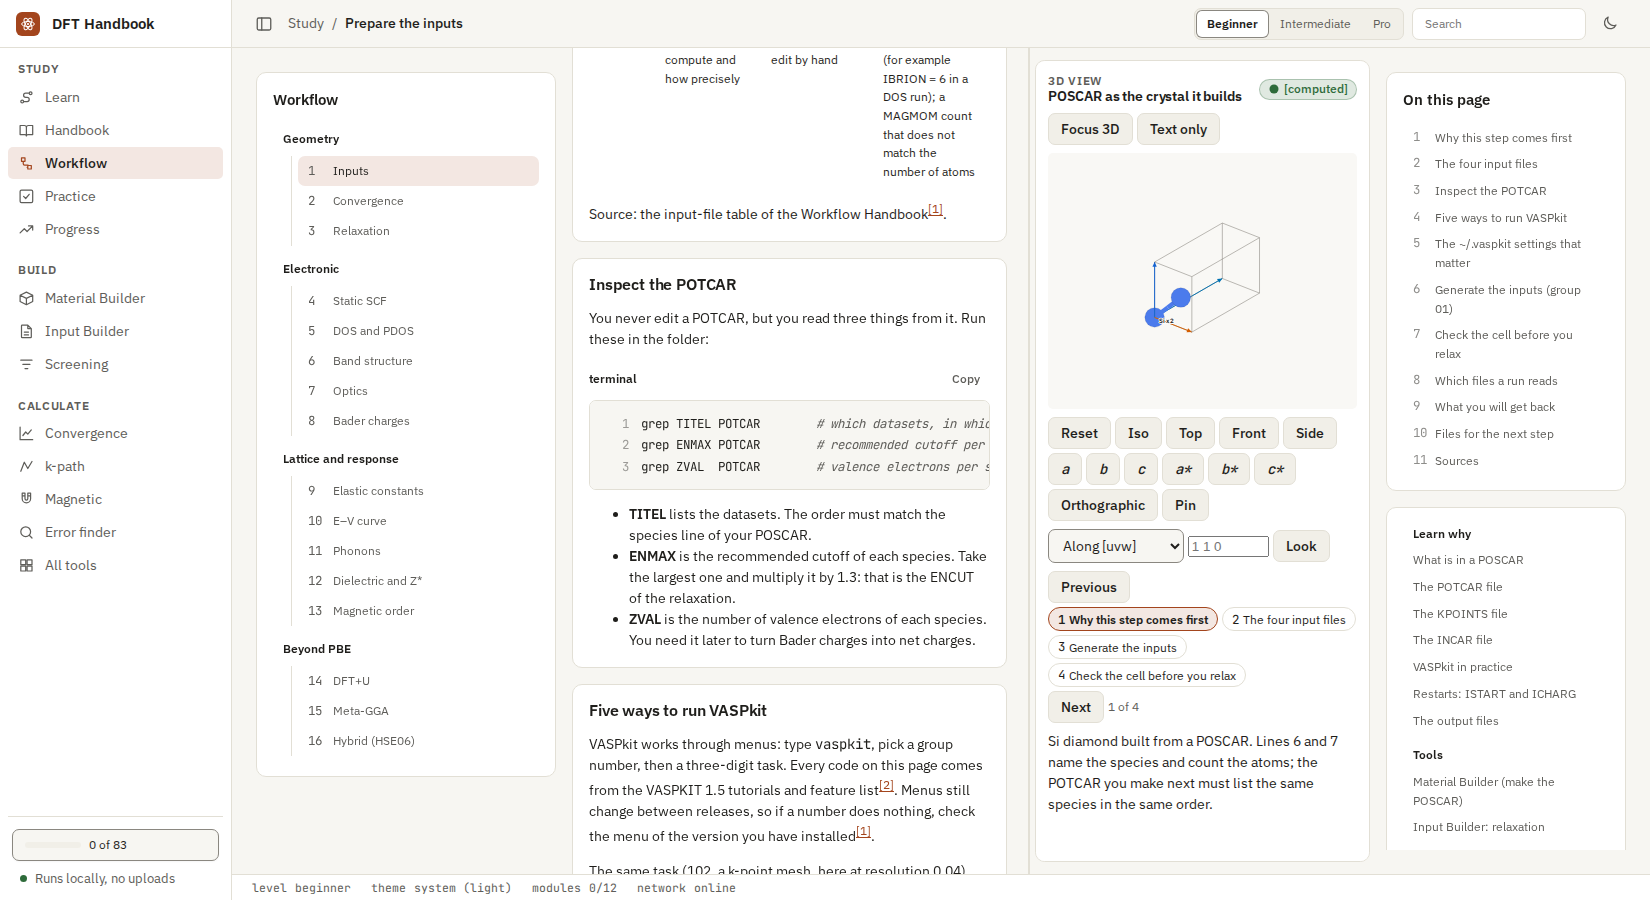 DFT Handbook
Study / Prepare the inputs
Beginner Intermediate Pro
Search
STUDY
Learn
Handbook
Workflow
Practice
Progress
BUILD
Material Builder
Input Builder
Screening
CALCULATE
Convergence
k-path
Magnetic
Error finder
All tools
0 of 83
Runs locally, no uploads
Workflow
Geometry
1 Inputs
2 Convergence
3 Relaxation
Electronic
4 Static SCF
5 DOS and PDOS
6 Band structure
7 Optics
8 Bader charges
Lattice and response
9 Elastic constants
10 E–V curve
11 Phonons
12 Dielectric and Z*
13 Magnetic order
Beyond PBE
14 DFT+U
15 Meta-GGA
16 Hybrid (HSE06)
compute and edit by hand (for example
how precisely IBRION = 6 in a
DOS run); a
MAGMOM count
that does not
match the
number of atoms
Source: the input-file table of the Workflow Handbook[1].
Inspect the POTCAR
You never edit a POTCAR, but you read three things from it. Run
these in the folder:
terminal Copy
1 grep TITEL POTCAR # which datasets, in whic
2 grep ENMAX POTCAR # recommended cutoff per
3 grep ZVAL POTCAR # valence electrons per s
• TITEL lists the datasets. The order must match the
species line of your POSCAR.
• ENMAX is the recommended cutoff of each species. Take
the largest one and multiply it by 1.3: that is the ENCUT
of the relaxation.
• ZVAL is the number of valence electrons of each species.
You need it later to turn Bader charges into net charges.
Five ways to run VASPkit
VASPkit works through menus: type vaspkit, pick a group
number, then a three-digit task. Every code on this page comes
from the VASPKIT 1.5 tutorials and feature list[2]. Menus still
change between releases, so if a number does nothing, check
the menu of the version you have installed[1].
The same task (102, a k-point mesh, here at resolution 0.04)
3D VIEW
POSCAR as the crystal it builds
[computed]
Focus 3D Text only
Si x2
Reset Iso Top Front Side
a b c a* b* c*
Orthographic Pin
Along [uvw] 1 1 0 Look
Previous
1 Why this step comes first 2 The four input files
3 Generate the inputs
4 Check the cell before you relax
Next 1 of 4
Si diamond built from a POSCAR. Lines 6 and 7
name the species and count the atoms; the
POTCAR you make next must list the same
species in the same order.
On this page
1 Why this step comes first
2 The four input files
3 Inspect the POTCAR
4 Five ways to run VASPkit
5 The ~/.vaspkit settings that
matter
6 Generate the inputs (group
01)
7 Check the cell before you
relax
8 Which files a run reads
9 What you will get back
10 Files for the next step
11 Sources
Learn why
What is in a POSCAR
The POTCAR file
The KPOINTS file
The INCAR file
VASPkit in practice
Restarts: ISTART and ICHARG
The output files
Tools
Material Builder (make the
POSCAR)
Input Builder: relaxation
level beginner theme system (light) modules 0/12 network online